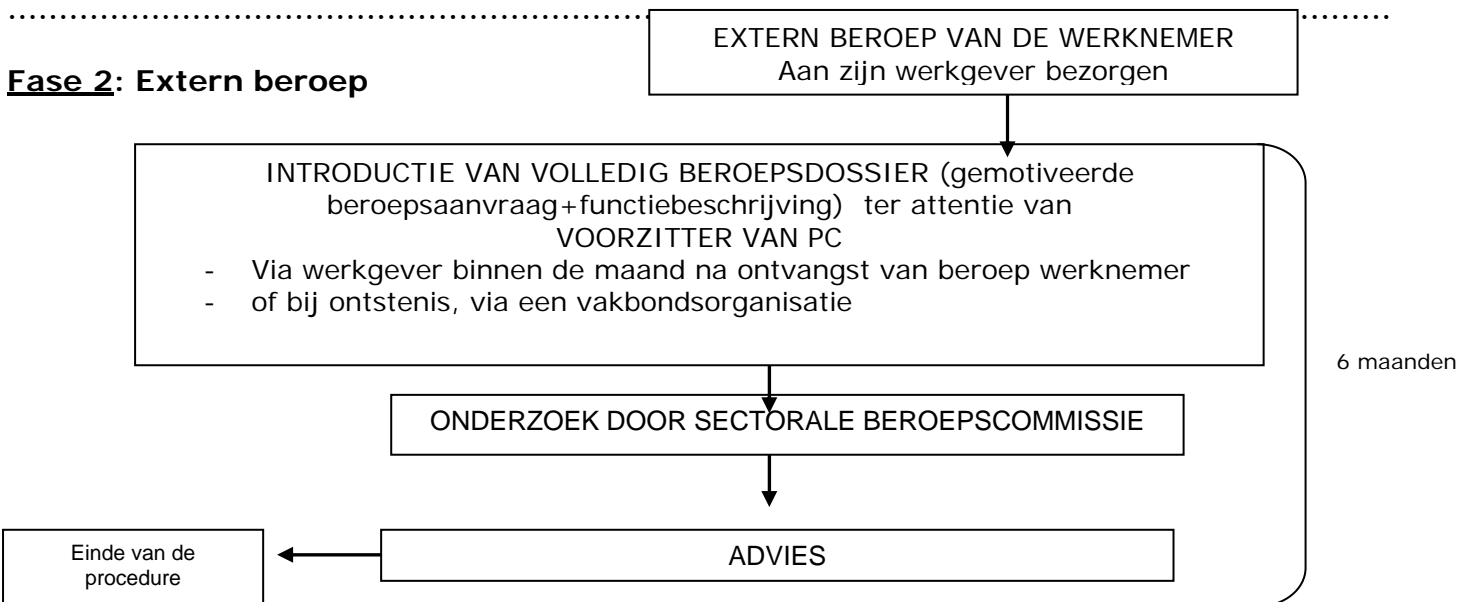 EXTERN BEROEP VAN DE WERKNEMER
Aan zijn werkgever bezorgen
Fase 2: Extern beroep
INTRODUCTIE VAN VOLLEDIG BEROEPSDOSSIER (gemotiveerde
beroepsaanvraag+functiebeschrijving) ter attentie van
VOORZITTER VAN PC
- Via werkgever binnen de maand na ontvangst van beroep werknemer
- of bij ontstenis, via een vakbondsorganisatie
6 maanden
ONDERZOEK DOOR SECTORALE BEROEPSCOMMISSIE
Einde van de
procedure
ADVIES